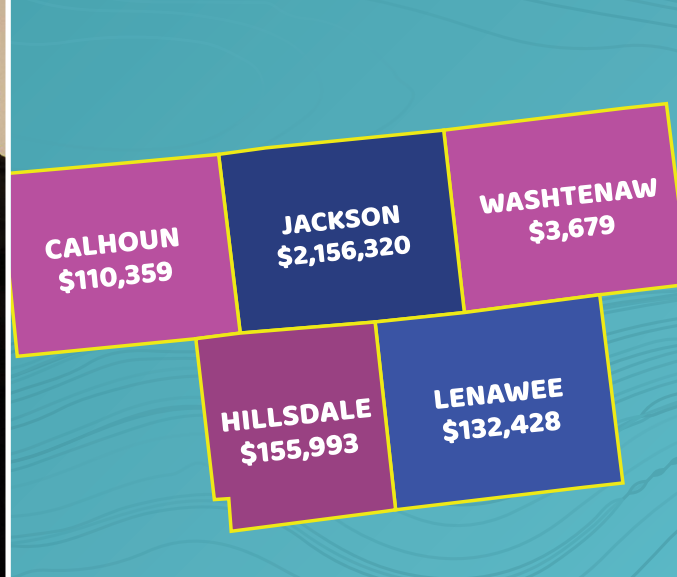 CALHOUN
$110,359
JACKSON
$2,156,320
WASHTENAW
$3,679
HILLSDALE
$155,993
LENAWEE
$132,428